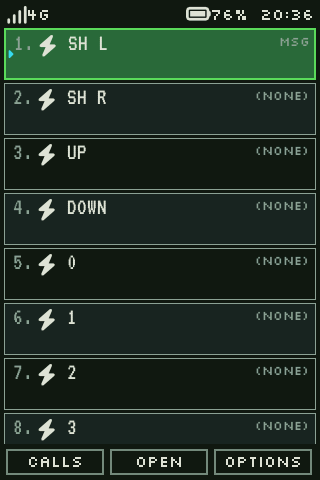 4G 76% 20:36
1. SH L MSG
2. SH R (NONE)
3. UP (NONE)
4. DOWN (NONE)
5. 0 (NONE)
6. 1 (NONE)
7. 2 (NONE)
8. 3 (NONE)
CALLS OPEN OPTIONS